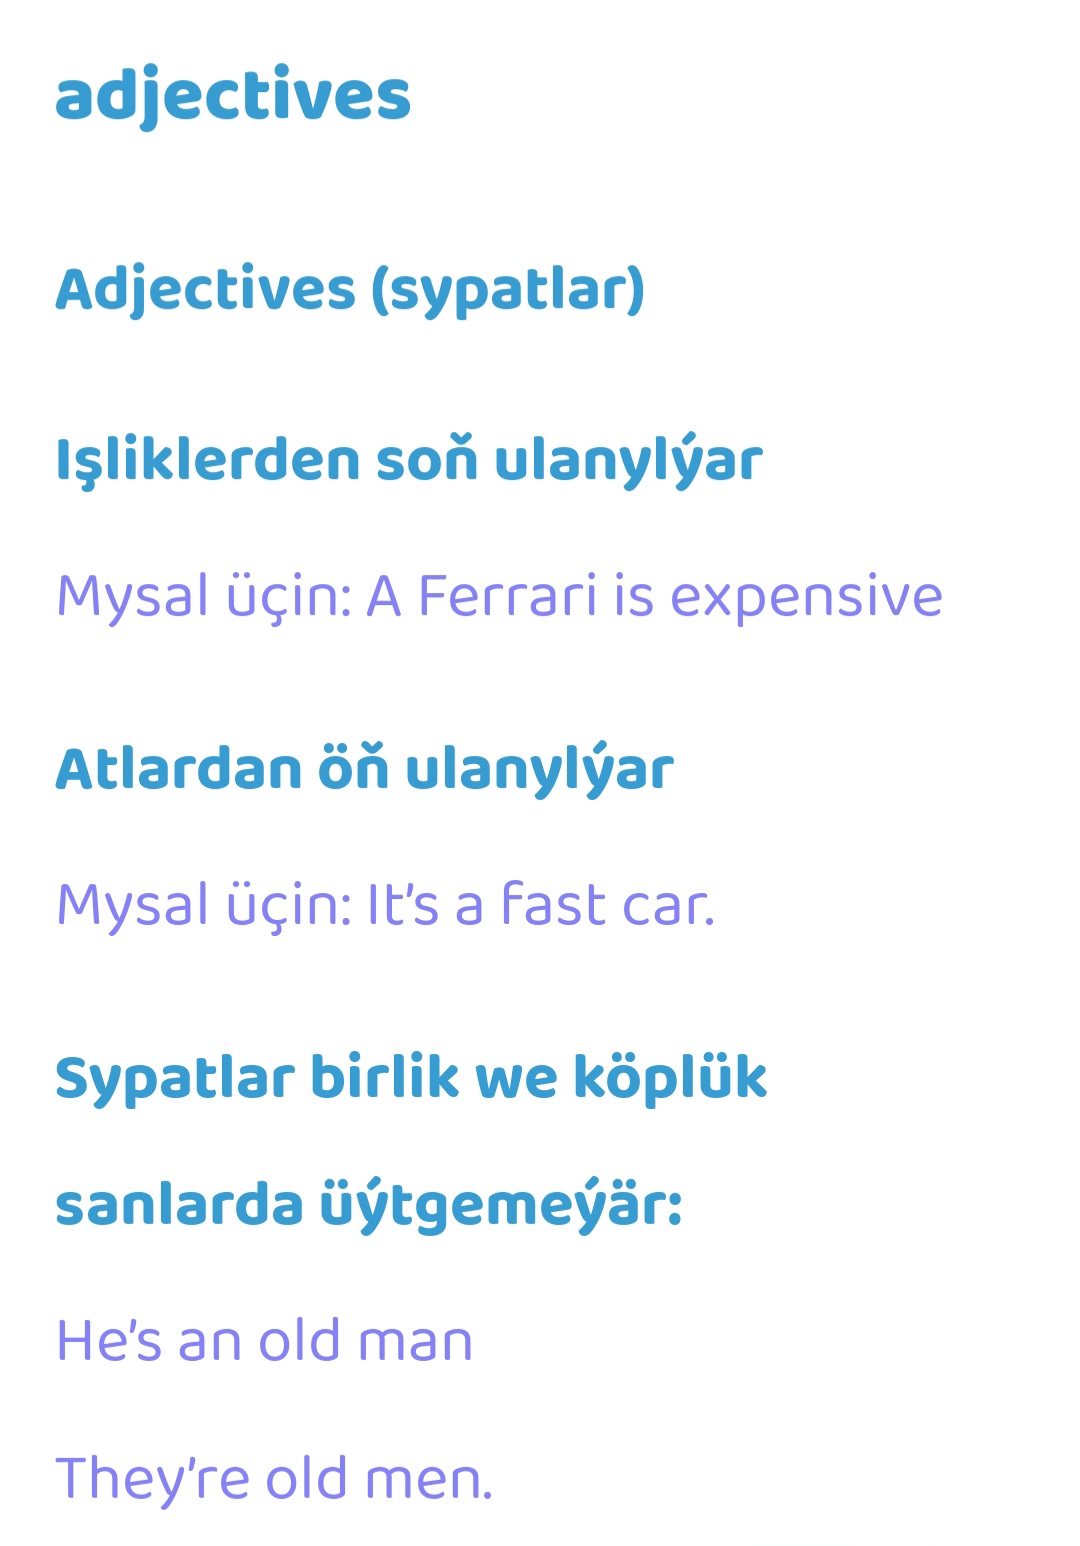 adjectives
Adjectives (sypatlar)
Işliklerden soň ulanylýar
Mysal üçin: A Ferrari is expensive
Atlardan öň ulanylýar
Mysal üçin: It’s a fast car.
Sypatlar birlik we köplük
sanlarda üýtgemeýär:
He’s an old man
They’re old men.